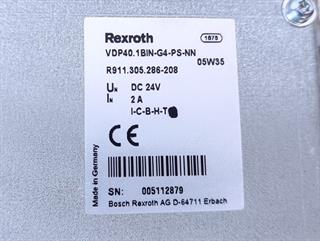 Rexroth 1673
VDP40.1BIN-G4-PS-NN
05W35
R911.305.286-208
UN DC 24V
IN 2 A
I-C-B-H-T
CE
Made in Germany
SN: 005112879
Bosch Rexroth AG D-64711 Erbach